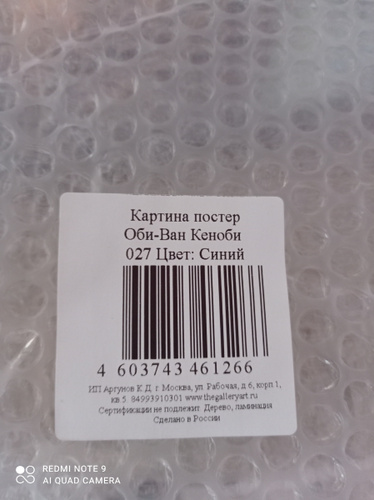 Картина постер
Оби-Ван Кеноби
027 Цвет: Синий
4 603743 461266
ИП Аргунов К.Д. г. Москва, ул. Рабочая, д.6, корп.1,
кв.5 84993910301 www.thegalleryart.ru
Сертификации не подлежит. Дерево, ламинация
Сделано в России
REDMI NOTE 9
AI QUAD CAMERA